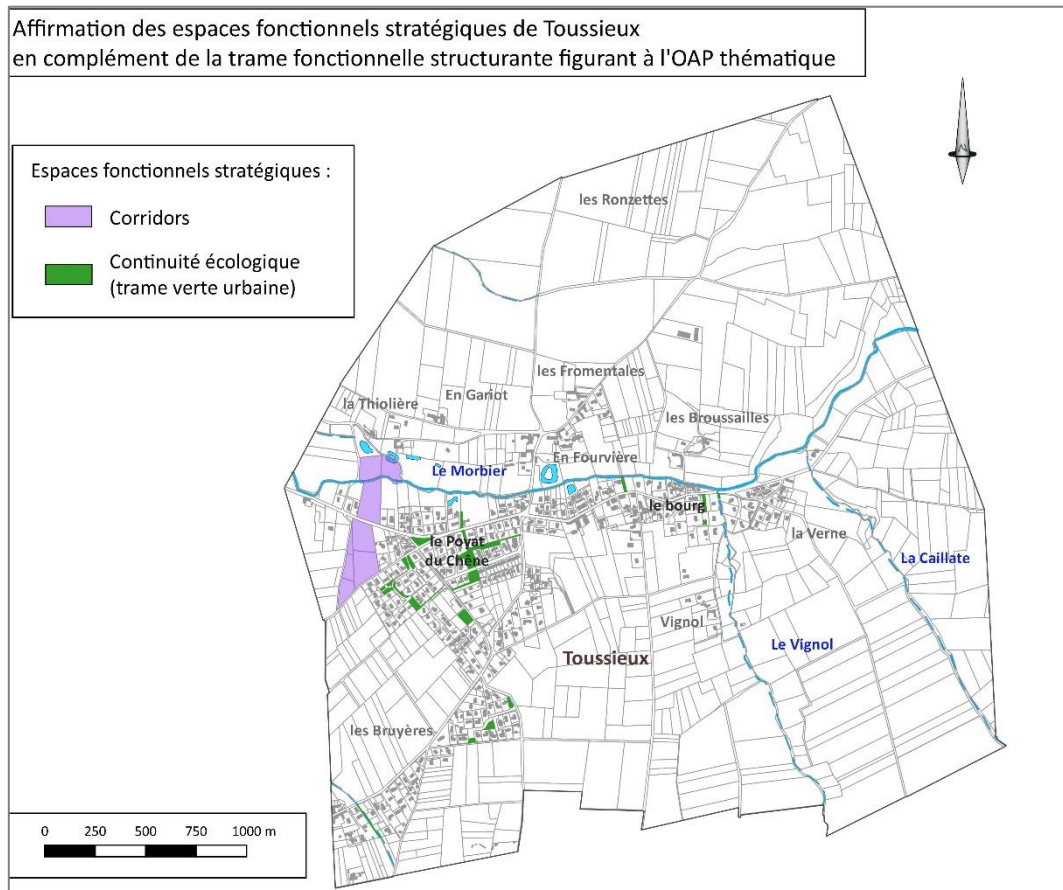 Affirmation des espaces fonctionnels stratégiques de Toussieux
en complément de la trame fonctionnelle structurante figurant à l'OAP thématique
Espaces fonctionnels stratégiques :
Corridors
Continuité écologique
(trame verte urbaine)
les Ronzettes
les Fromentales
En Gariot
la Thiolière
les Broussailles
En Fourvière
Le Morbier
le bourg
le Poyat
du Chêne
la Verne
La Caillate
Vignol
Le Vignol
Toussieux
les Bruyères
0 250 500 750 1000 m